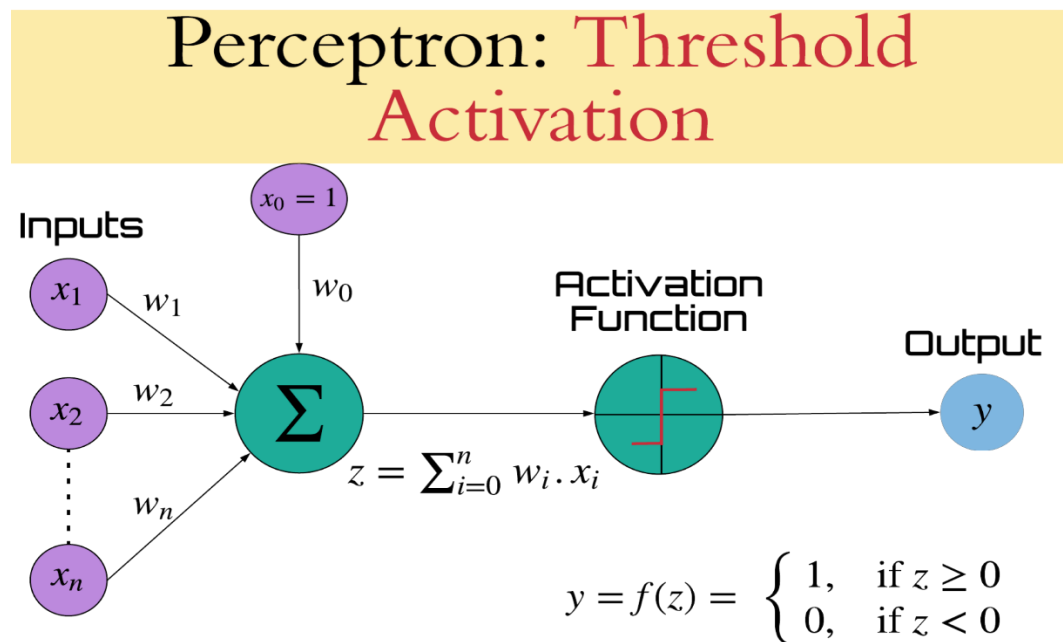 Perceptron: Threshold
Activation
x₀ = 1
Inputs
x₁
w₁
w₀
Activation
Function
Output
x₂
w₂
Σ
y
z = ∑ⁿᵢ₌₀ wᵢ . xᵢ
wₙ
xₙ
y = f(z) = { 1, if z ≥ 0
0, if z < 0